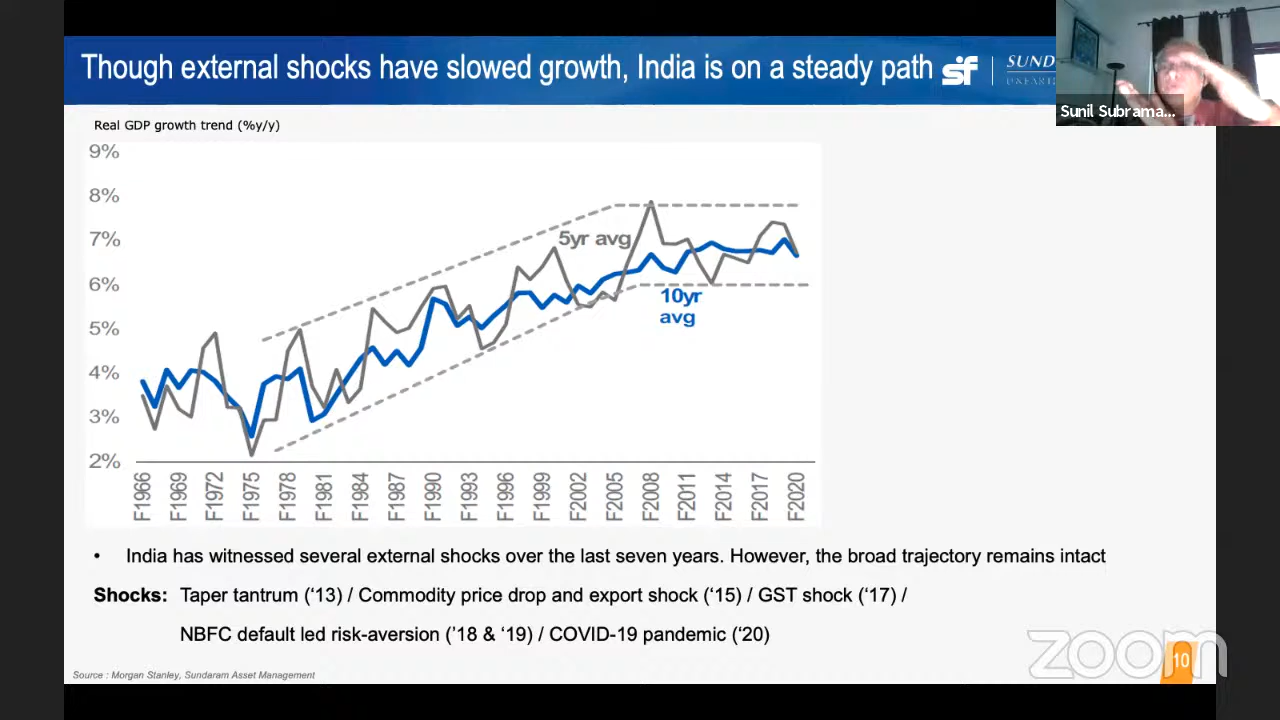 Though external shocks have slowed growth, India is on a steady path
sf
SUND
Sunil Subrama...
Real GDP growth trend (%y/y)
9%
8%
7%
6%
5%
4%
3%
2%
5yr avg
10yr
avg
F1966
F1969
F1972
F1975
F1978
F1981
F1984
F1987
F1990
F1993
F1996
F1999
F2002
F2005
F2008
F2011
F2014
F2017
F2020
• India has witnessed several external shocks over the last seven years. However, the broad trajectory remains intact
Shocks: Taper tantrum (‘13) / Commodity price drop and export shock (‘15) / GST shock (‘17) /
NBFC default led risk-aversion (’18 & ‘19) / COVID-19 pandemic (‘20)
zoom
10
Source : Morgan Stanley, Sundaram Asset Management